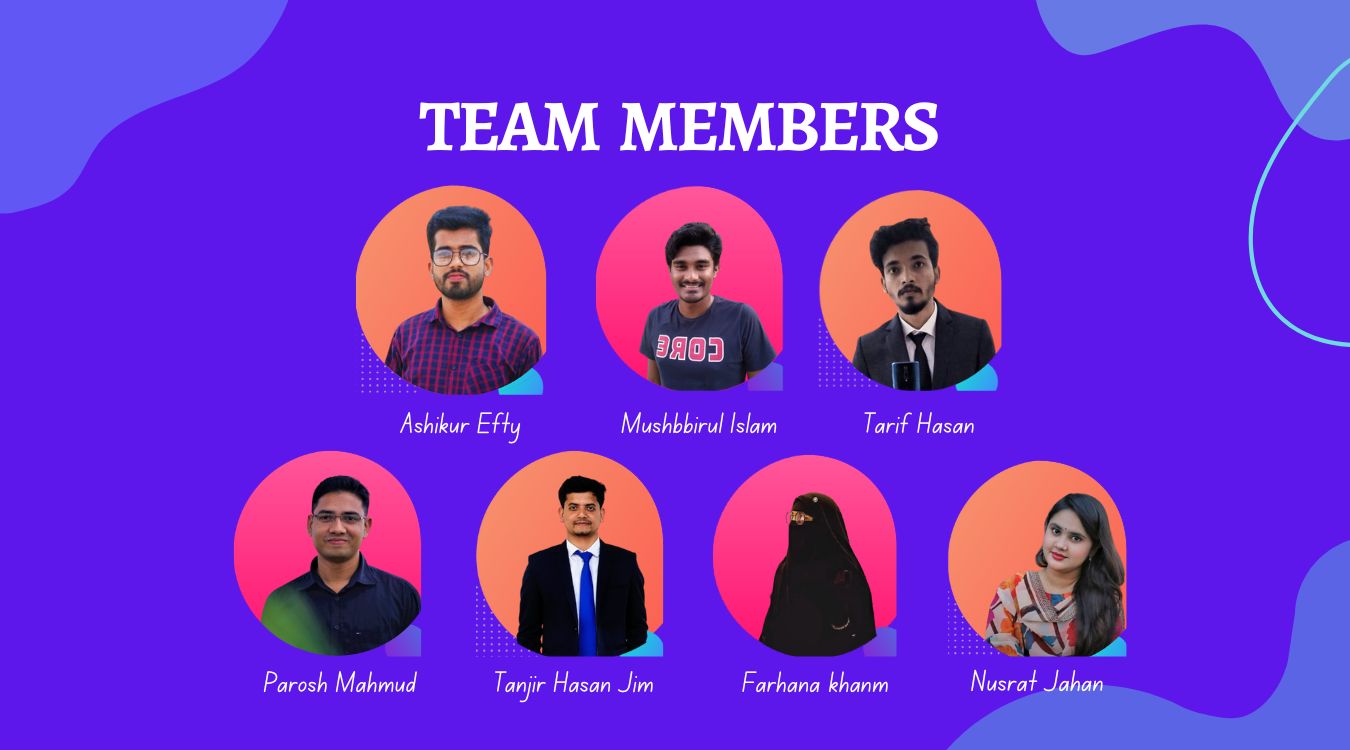 TEAM MEMBERS
CORE
Ashikur Efty
Mushbbirul Islam
Tarif Hasan
Parosh Mahmud
Tanjir Hasan Jim
Farhana khanm
Nusrat Jahan